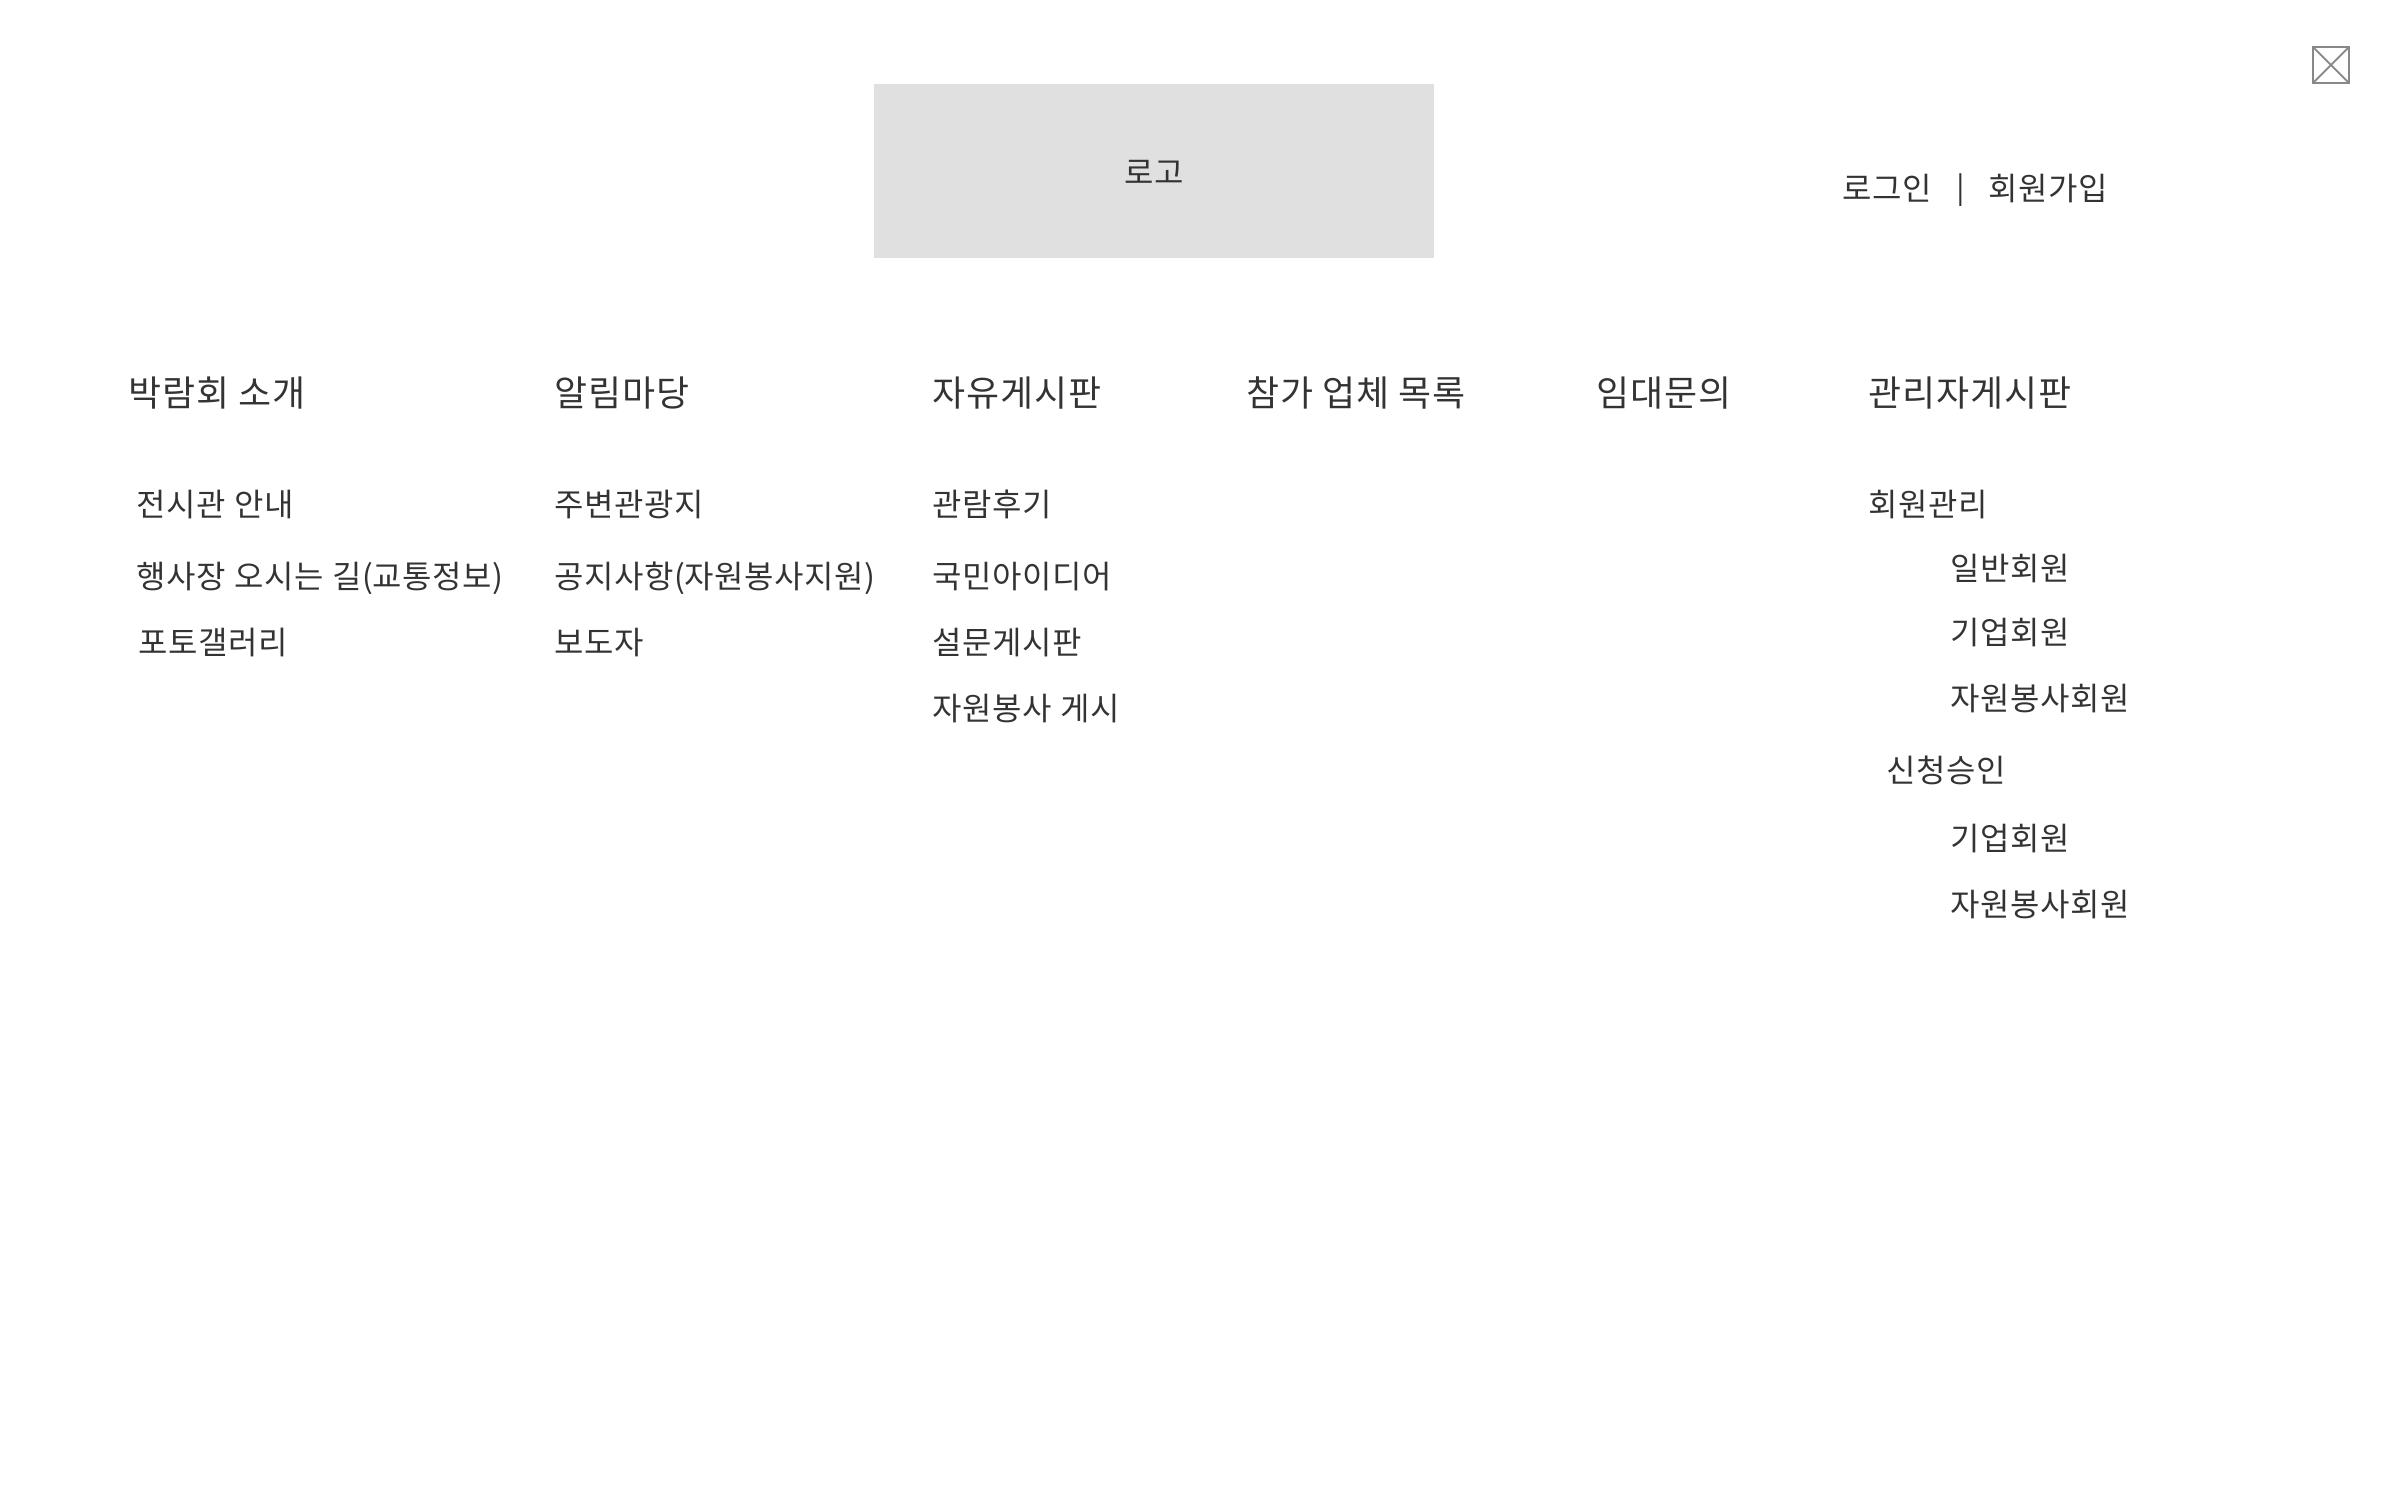 로고
로그인 | 회원가입
박람회 소개
알림마당
자유게시판
참가 업체 목록
임대문의
관리자게시판
전시관 안내
행사장 오시는 길(교통정보)
포토갤러리
주변관광지
공지사항(자원봉사지원)
보도자
관람후기
국민아이디어
설문게시판
자원봉사 게시
회원관리
일반회원
기업회원
자원봉사회원
신청승인
기업회원
자원봉사회원